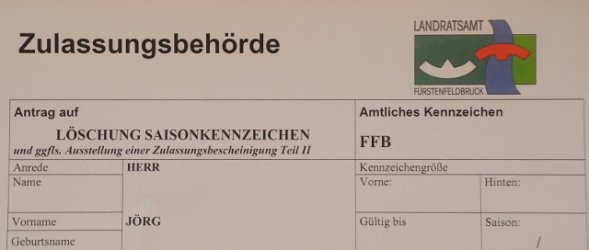 Zulassungsbehörde
LANDRATSAMT
FÜRSTENFELDBRUCK
Antrag auf
LÖSCHUNG SAISONKENNZEICHEN
und ggfls. Ausstellung einer Zulassungsbescheinigung Teil II
Amtliches Kennzeichen
FFB
Anrede HERR Kennzeichengröße
Name Vorne: Hinten:
Vorname JÖRG Gültig bis Saison:
Geburtsname /